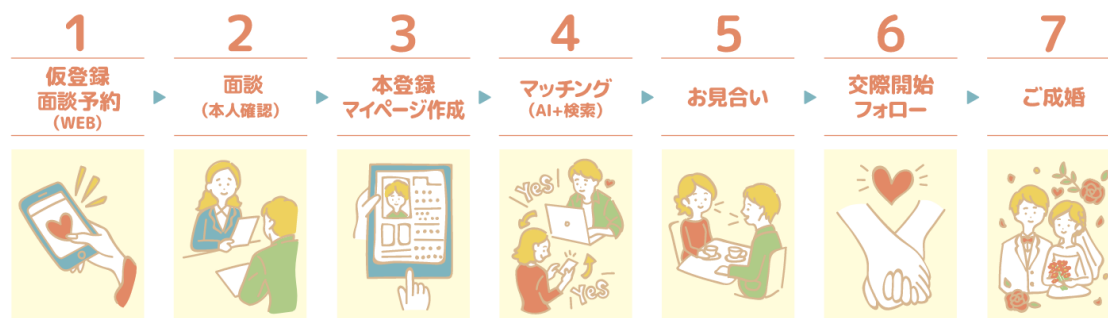 1
仮登録
面談予約
(WEB)
2
面談
(本人確認)
3
本登録
マイページ作成
4
マッチング
(AI+検索)
Yes
Yes
5
お見合い
6
交際開始
フォロー
7
ご成婚